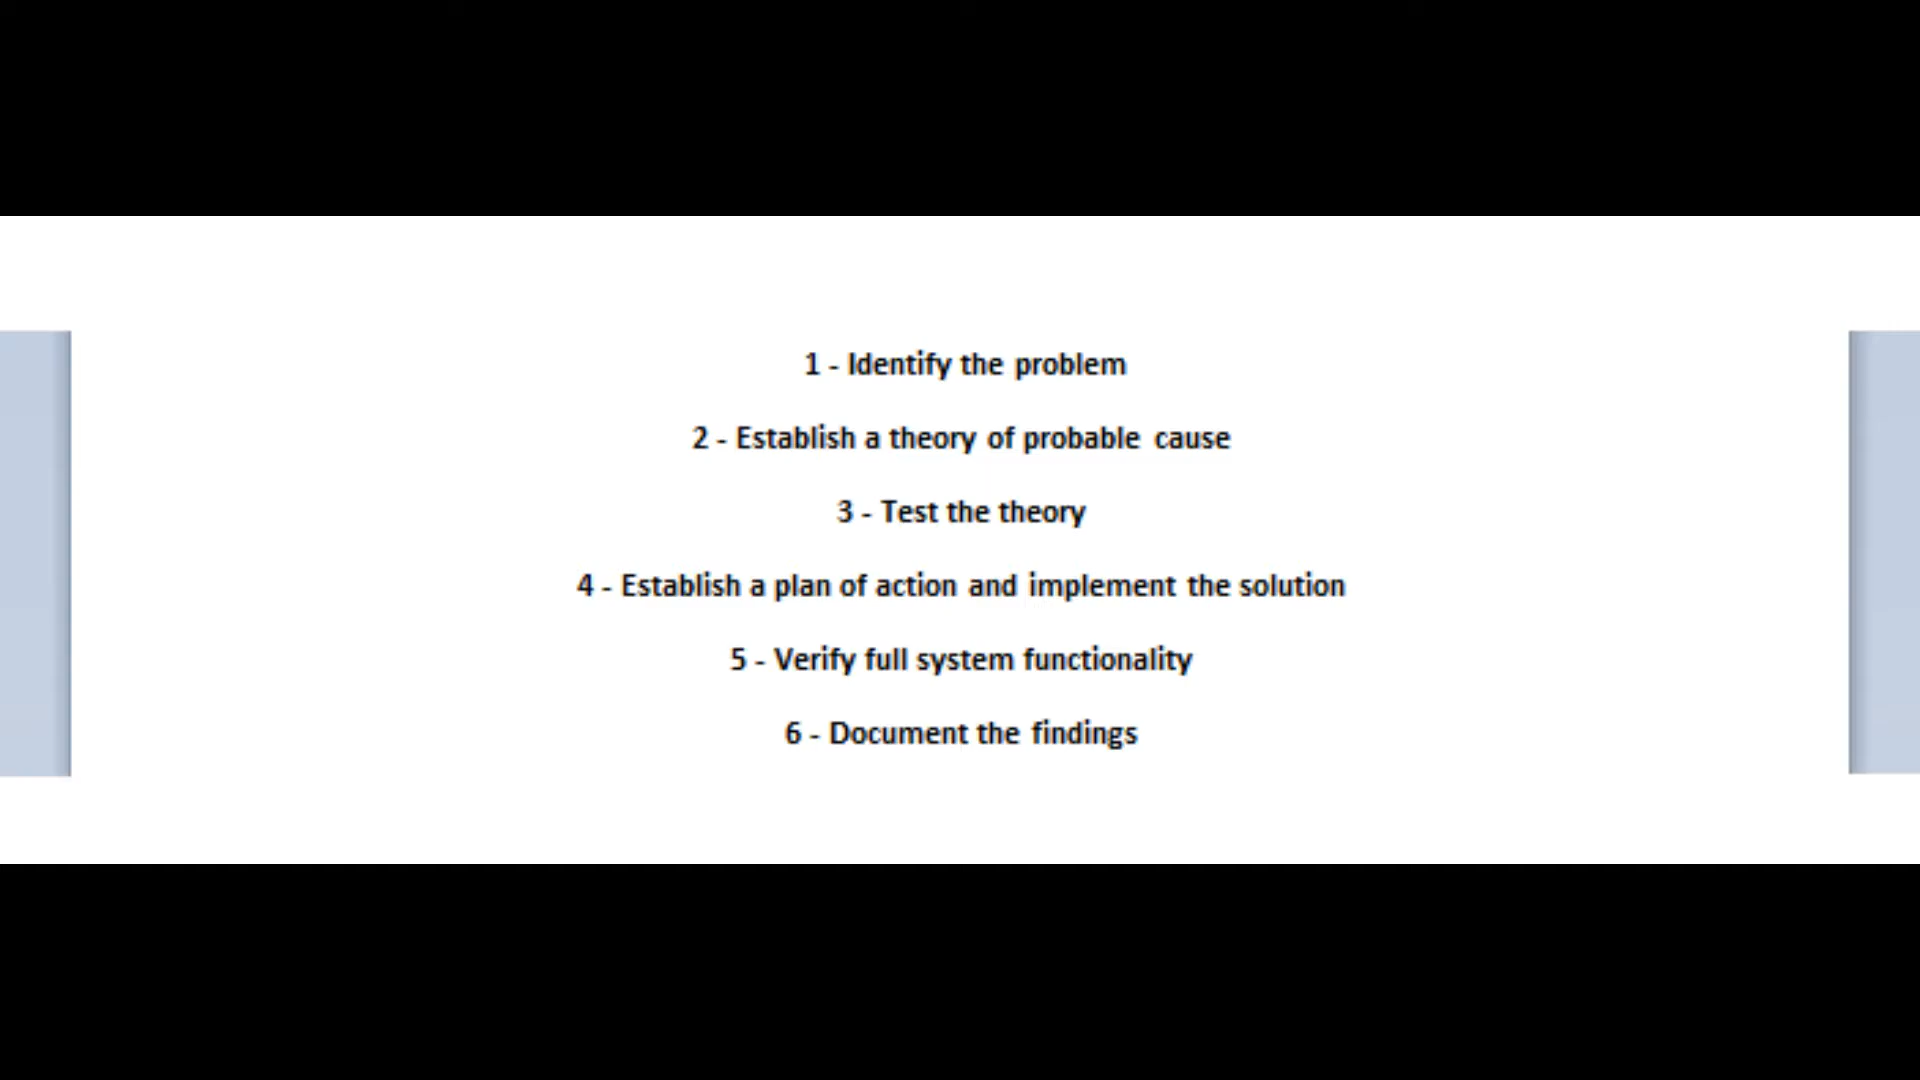 1 - Identify the problem
2 - Establish a theory of probable cause
3 - Test the theory
4 - Establish a plan of action and implement the solution
5 - Verify full system functionality
6 - Document the findings